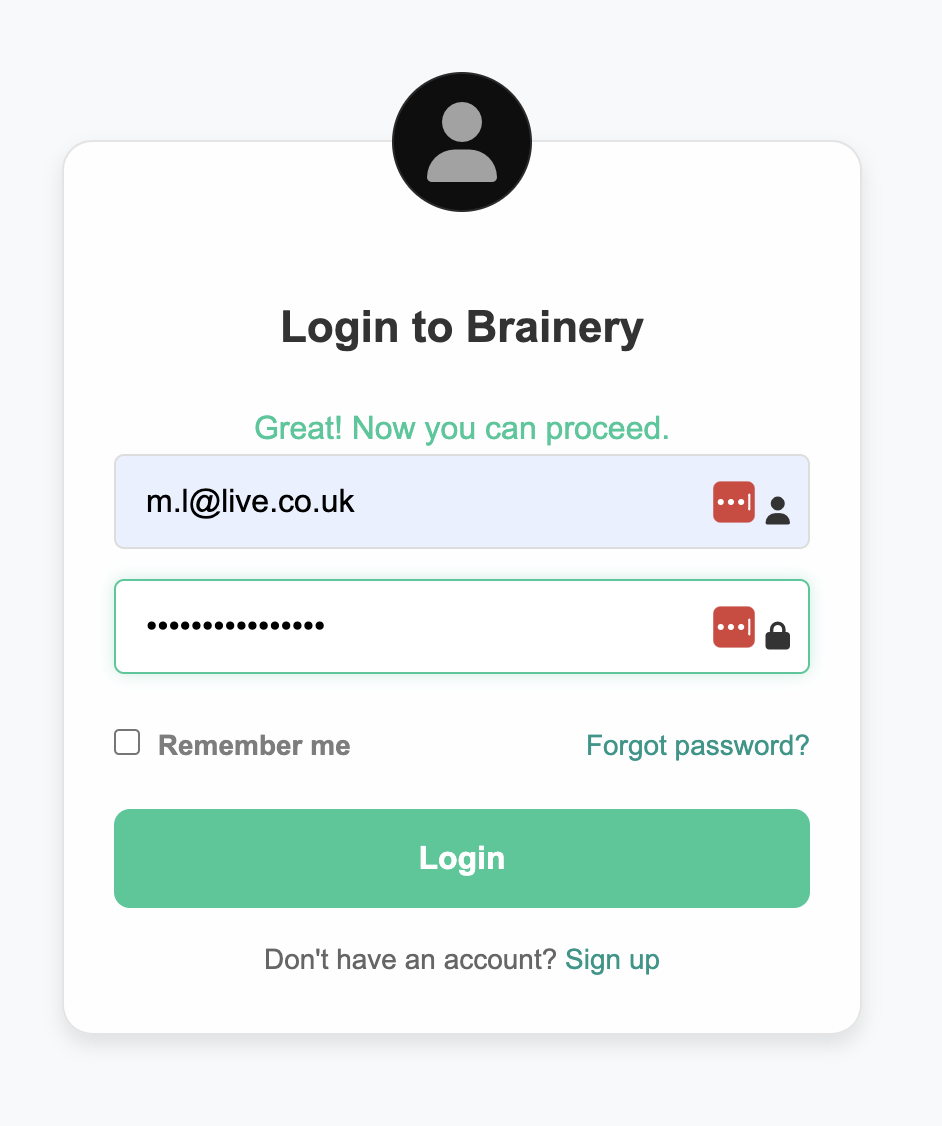 Login to Brainery
Great! Now you can proceed.
m.l@live.co.uk
••••••••••••••••
Remember me
Forgot password?
Login
Don't have an account? Sign up